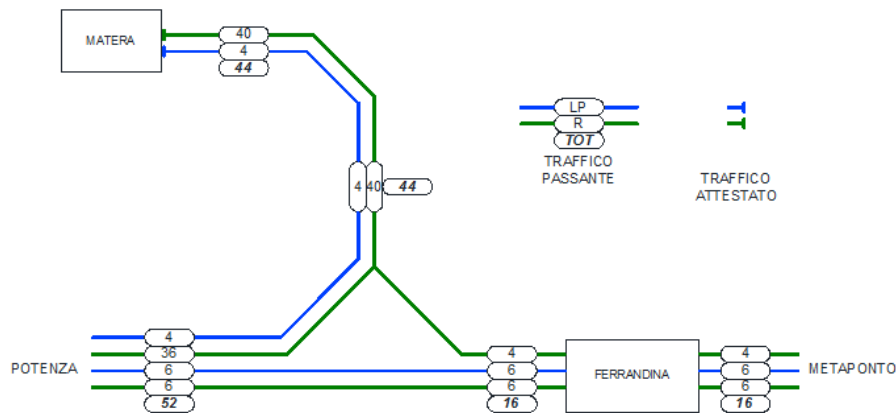 MATERA
40
4
44
LP
R
TOT
TRAFFICO
PASSANTE
TRAFFICO
ATTESTATO
4 40 44
POTENZA
4
36
6
6
52
4
6
6
16
FERRANDINA
4
6
6
16
METAPONTO